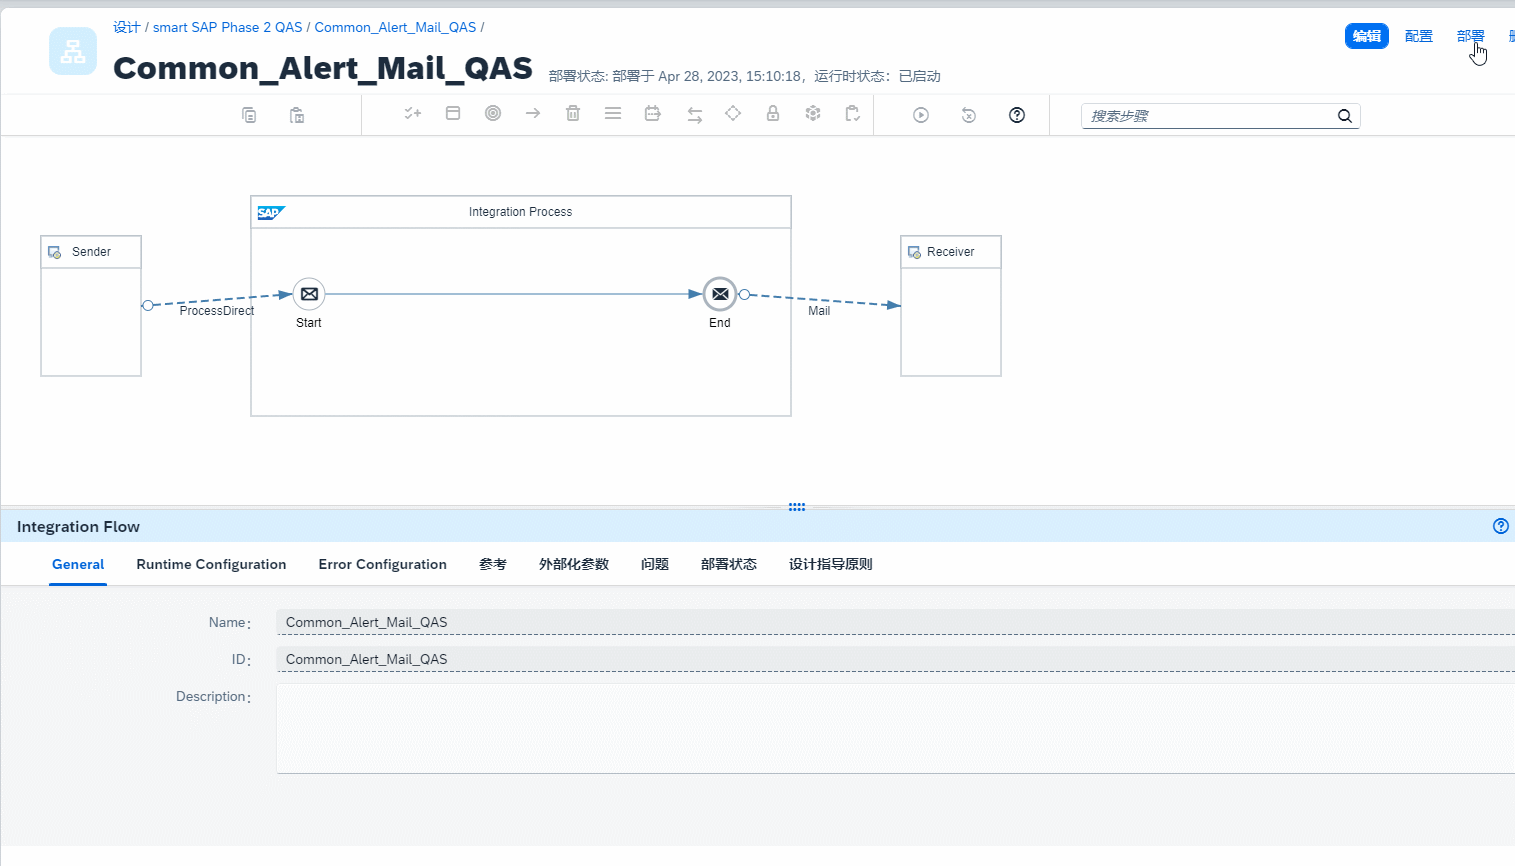 设计 / smart SAP Phase 2 QAS / Common_Alert_Mail_QAS /
编辑 配置 部署
Common_Alert_Mail_QAS 部署状态: 部署于 Apr 28, 2023, 15:10:18, 运行时状态: 已启动
搜索步骤
SAP Integration Process
Sender
Receiver
ProcessDirect
Mail
Start
End
Integration Flow
General Runtime Configuration Error Configuration 参考 外部化参数 问题 部署状态 设计指导原则
Name: Common_Alert_Mail_QAS
ID: Common_Alert_Mail_QAS
Description: